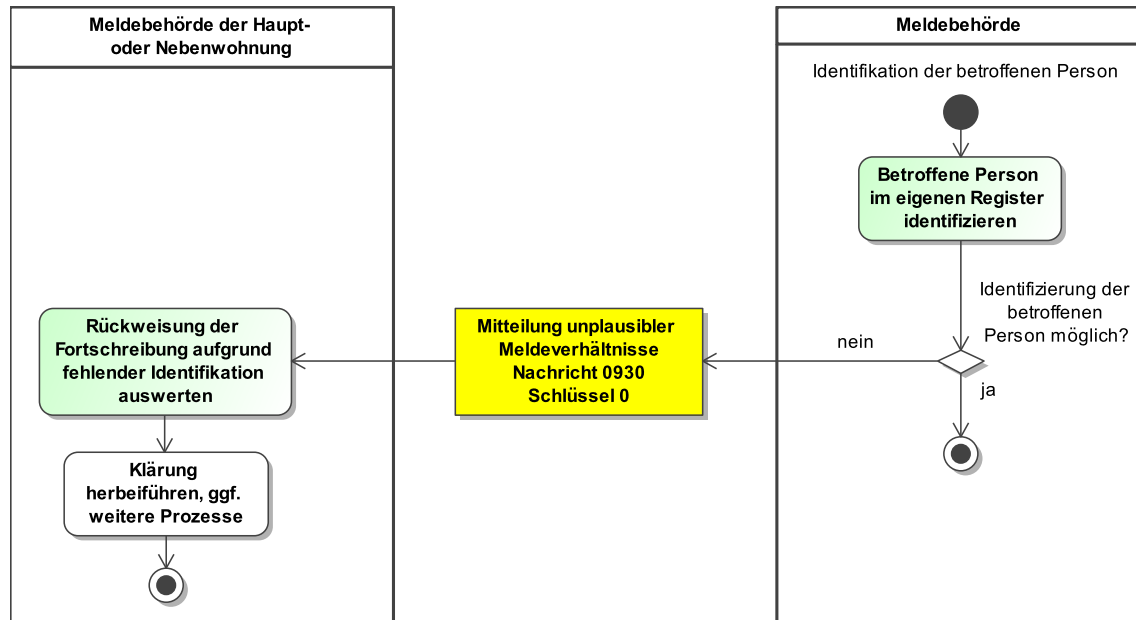 Meldebehörde der Haupt-
oder Nebenwohnung
Meldebehörde
Identifikation der betroffenen Person
Betroffene Person
im eigenen Register
identifizieren
Identifizierung der
betroffenen
Person möglich?
nein
ja
Mitteilung unplausibler
Meldeverhältnisse
Nachricht 0930
Schlüssel 0
Rückweisung der
Fortschreibung aufgrund
fehlender Identifikation
auswerten
Klärung
herbeiführen, ggf.
weitere Prozesse